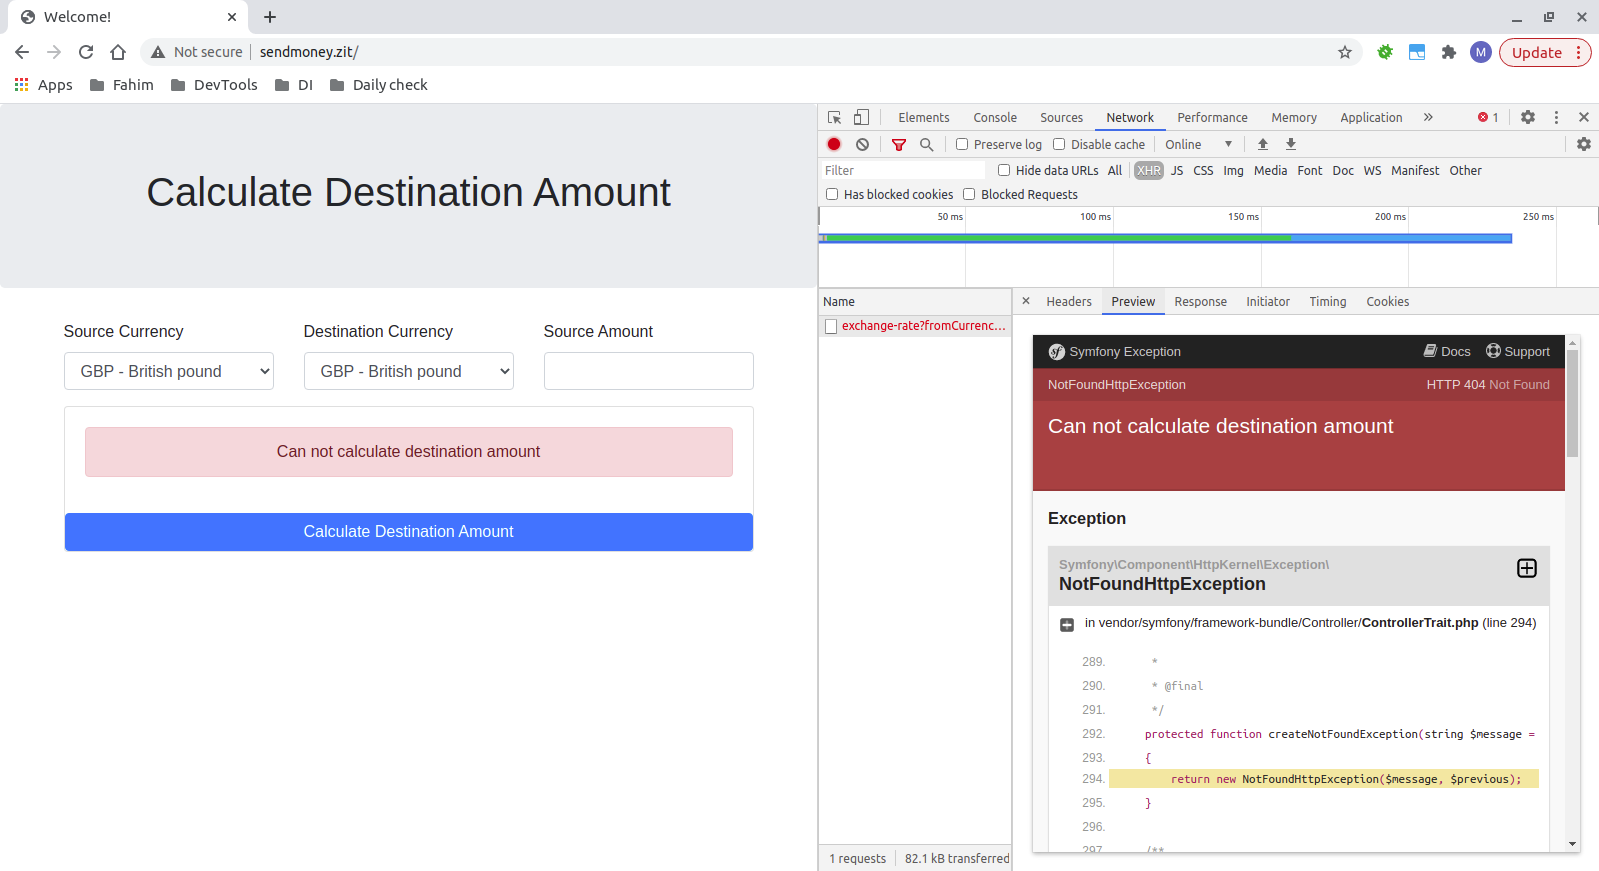 Welcome!
Not secure
sendmoney.zit/
M
Update
Apps
Fahim
DevTools
DI
Daily check
Calculate Destination Amount
Source Currency
Destination Currency
Source Amount
GBP - British pound
GBP - British pound
Can not calculate destination amount
Calculate Destination Amount
Elements Console Sources Network Performance Memory Application » 1
Preserve log Disable cache Online
Filter Hide data URLs All XHR JS CSS Img Media Font Doc WS Manifest Other
Has blocked cookies Blocked Requests
50 ms 100 ms 150 ms 200 ms 250 ms
Name
exchange-rate?fromCurrenc...
1 requests 82.1 kB transferred
Headers Preview Response Initiator Timing Cookies
sf Symfony Exception Docs Support
NotFoundHttpException HTTP 404 Not Found
Can not calculate destination amount
Exception
Symfony\Component\HttpKernel\Exception\
NotFoundHttpException
in vendor/symfony/framework-bundle/Controller/ControllerTrait.php (line 294)
289. *
290. * @final
291. */
292. protected function createNotFoundException(string $message =
293. {
294. return new NotFoundHttpException($message, $previous);
295. }
296.
297. /**